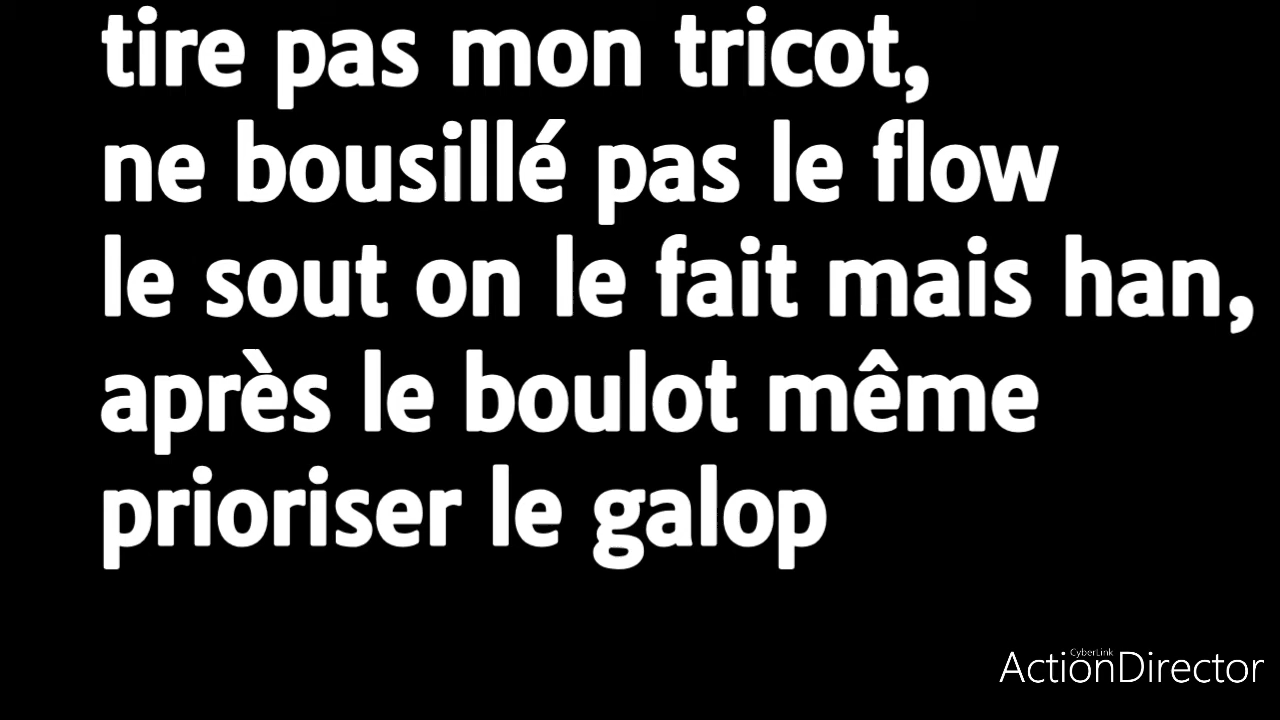 tire pas mon tricot,
ne bousillé pas le flow
le sout on le fait mais han,
après le boulot même
prioriser le galop
CyberLink
ActionDirector